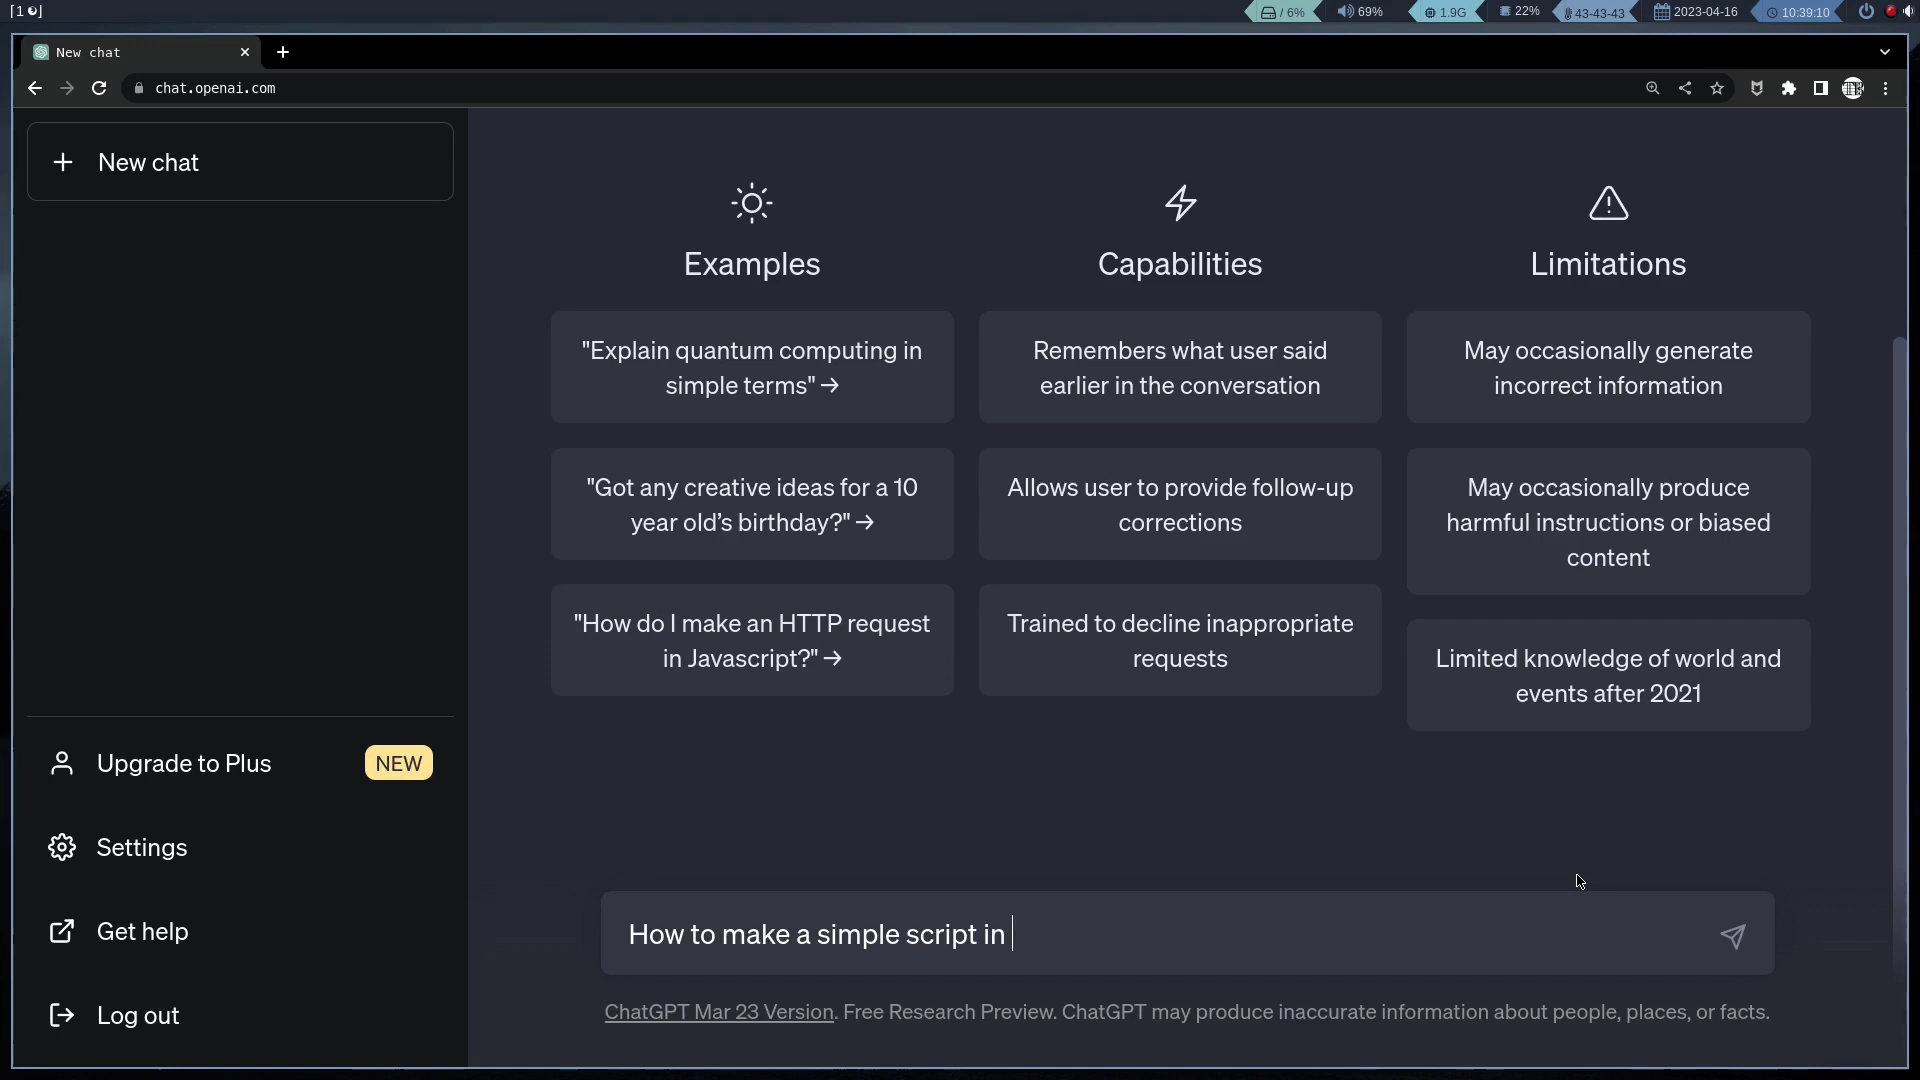 [1 ]
/ 6%
69%
1.9G
22%
43-43-43
2023-04-16
10:39:10
New chat
chat.openai.com
New chat
Examples
Capabilities
Limitations
"Explain quantum computing in
simple terms" →
Remembers what user said
earlier in the conversation
May occasionally generate
incorrect information
"Got any creative ideas for a 10
year old’s birthday?" →
Allows user to provide follow-up
corrections
May occasionally produce
harmful instructions or biased
content
"How do I make an HTTP request
in Javascript?" →
Trained to decline inappropriate
requests
Limited knowledge of world and
events after 2021
Upgrade to Plus
NEW
Settings
Get help
Log out
How to make a simple script in
ChatGPT Mar 23 Version. Free Research Preview. ChatGPT may produce inaccurate information about people, places, or facts.